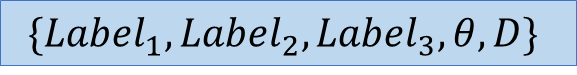 {Label₁, Label₂, Label₃, θ, D}